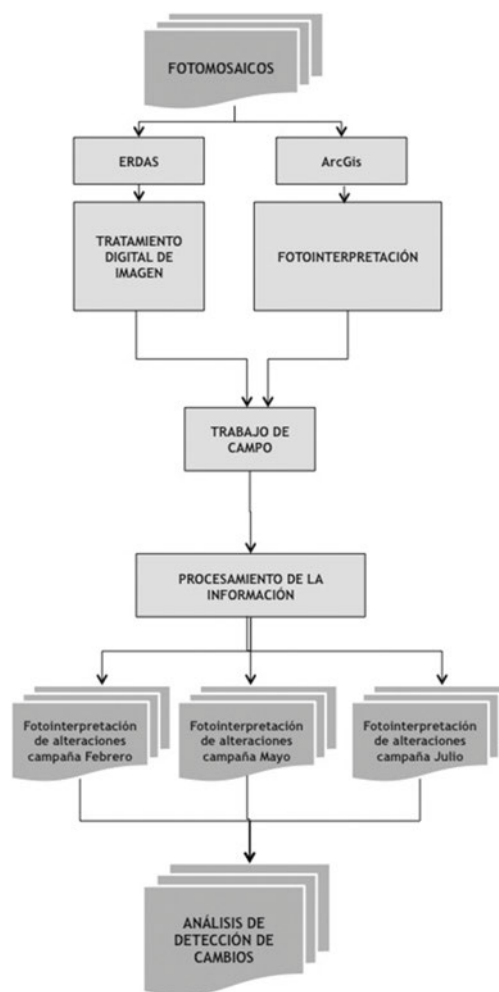 FOTOMOSAICOS
ERDAS
ArcGis
TRATAMIENTO
DIGITAL DE
IMAGEN
FOTOINTERPRETACIÓN
TRABAJO DE
CAMPO
PROCESAMIENTO DE LA
INFORMACIÓN
Fotointerpretación
de alteraciones
campaña Febrero
Fotointerpretación
de alteraciones
campaña Mayo
Fotointerpretación
de alteraciones
campaña Julio
ANÁLISIS DE
DETECCIÓN DE
CAMBIOS